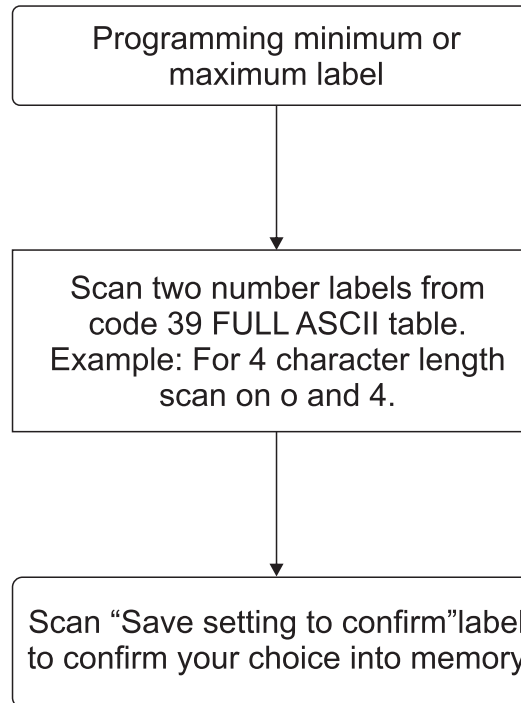 Programming minimum or
maximum label
Scan two number labels from
code 39 FULL ASCII table.
Example: For 4 character length
scan on o and 4.
Scan “Save setting to confirm”label
to confirm your choice into memory